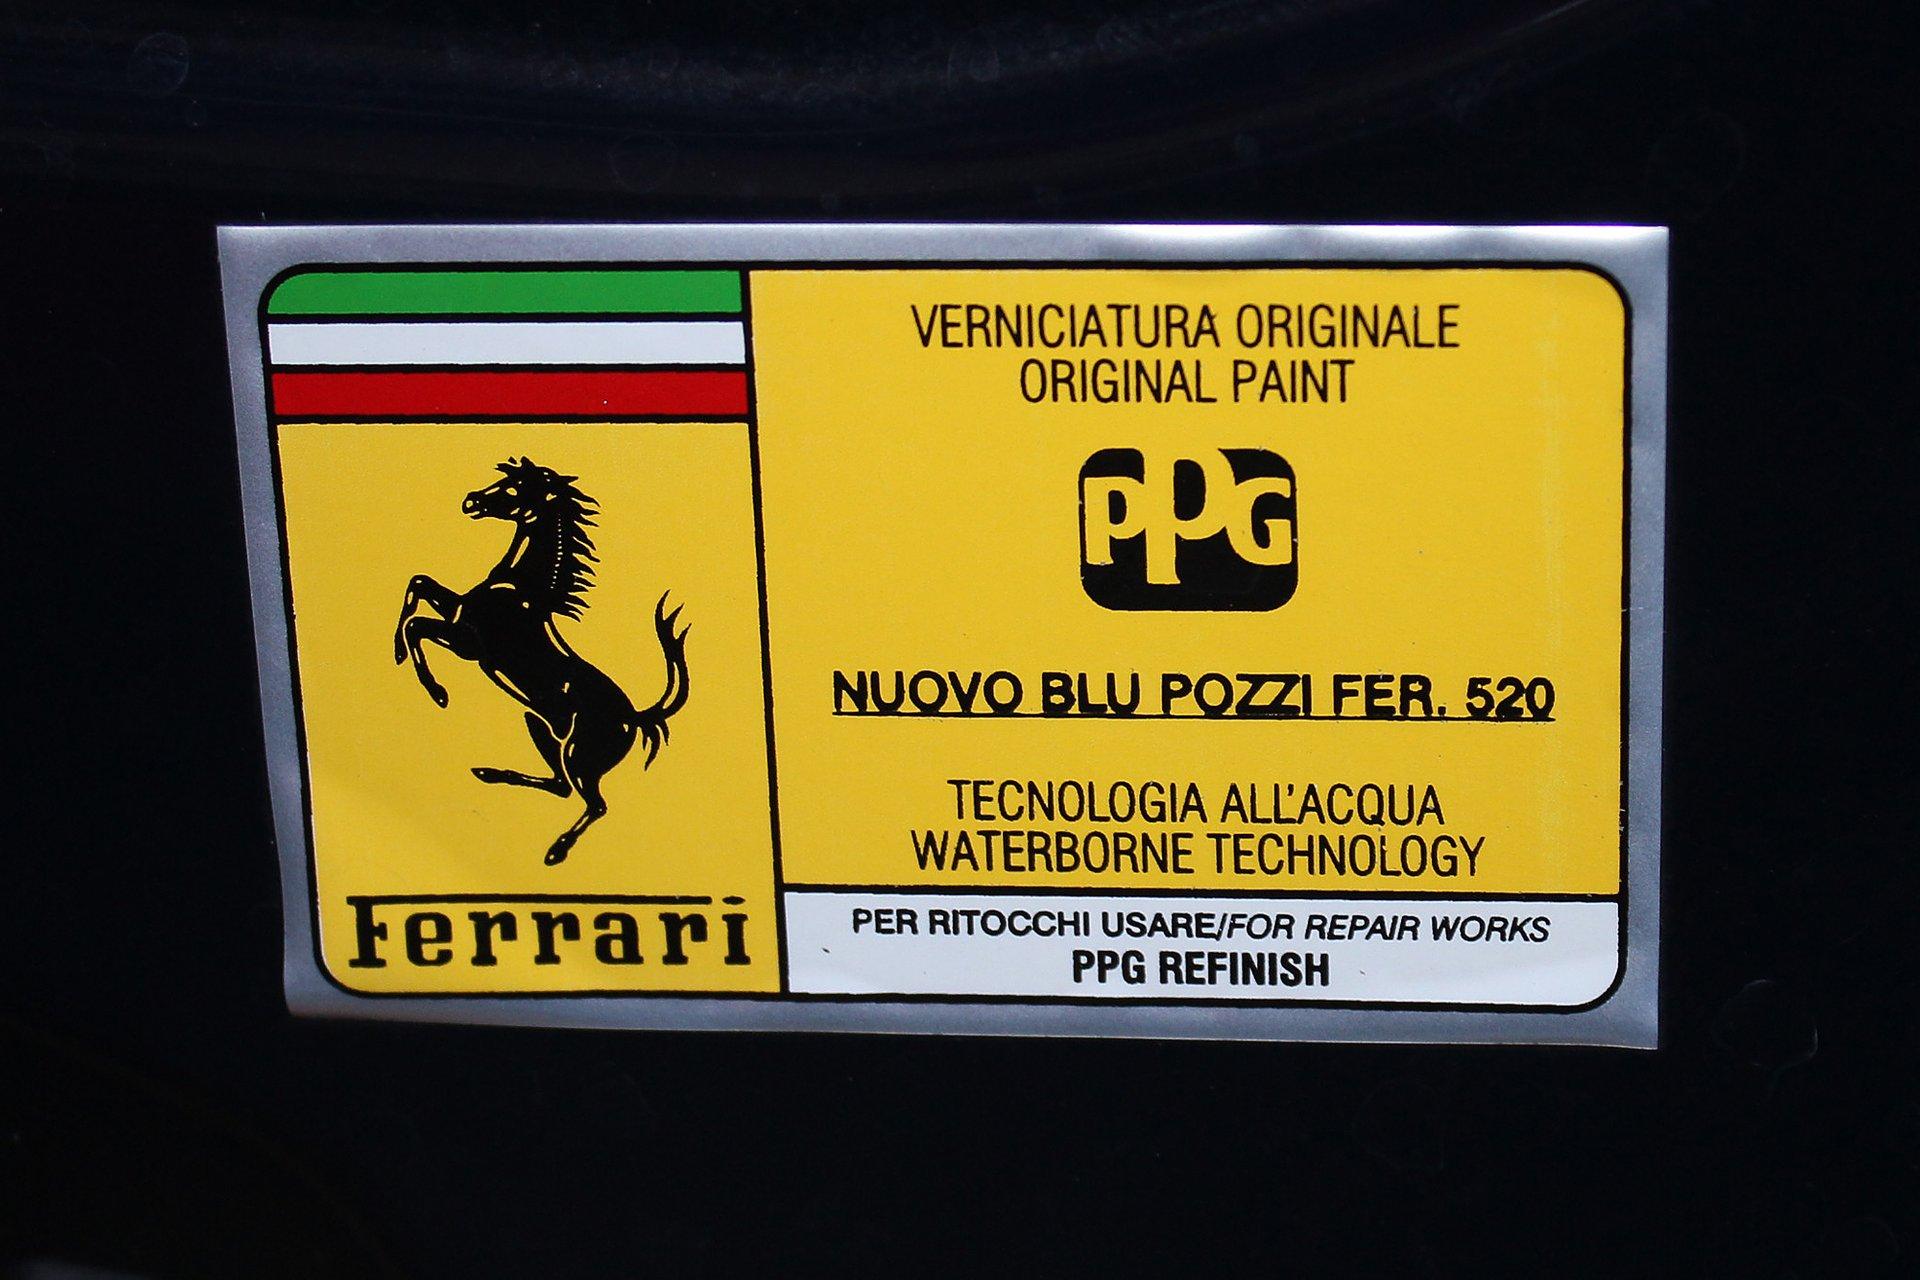 Ferrari
VERNICIATURA ORIGINALE
ORIGINAL PAINT
PPG
NUOVO BLU POZZI FER. 520
TECNOLOGIA ALL'ACQUA
WATERBORNE TECHNOLOGY
PER RITOCCHI USARE/FOR REPAIR WORKS
PPG REFINISH